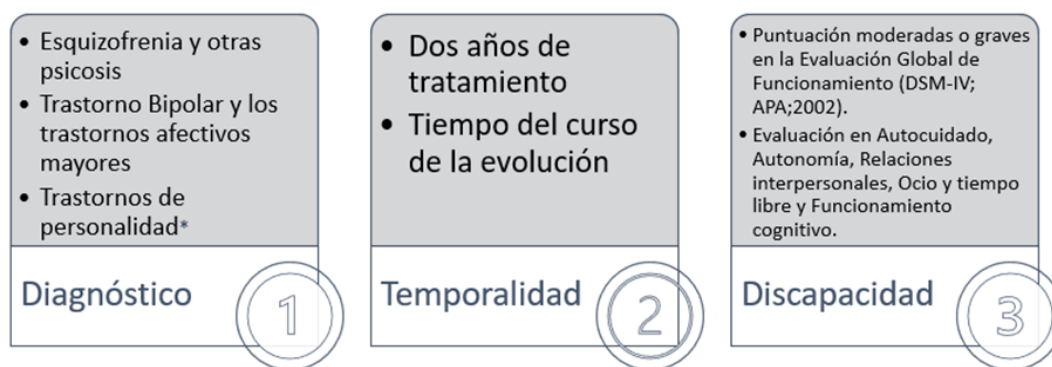 • Esquizofrenia y otras
psicosis
• Trastorno Bipolar y los
trastornos afectivos
mayores
• Trastornos de
personalidad*
Diagnóstico
1
• Dos años de
tratamiento
• Tiempo del curso
de la evolución
Temporalidad
2
• Puntuación moderadas o graves
en la Evaluación Global de
Funcionamiento (DSM-IV;
APA;2002).
• Evaluación en Autocuidado,
Autonomía, Relaciones
interpersonales, Ocio y tiempo
libre y Funcionamiento
cognitivo.
Discapacidad
3